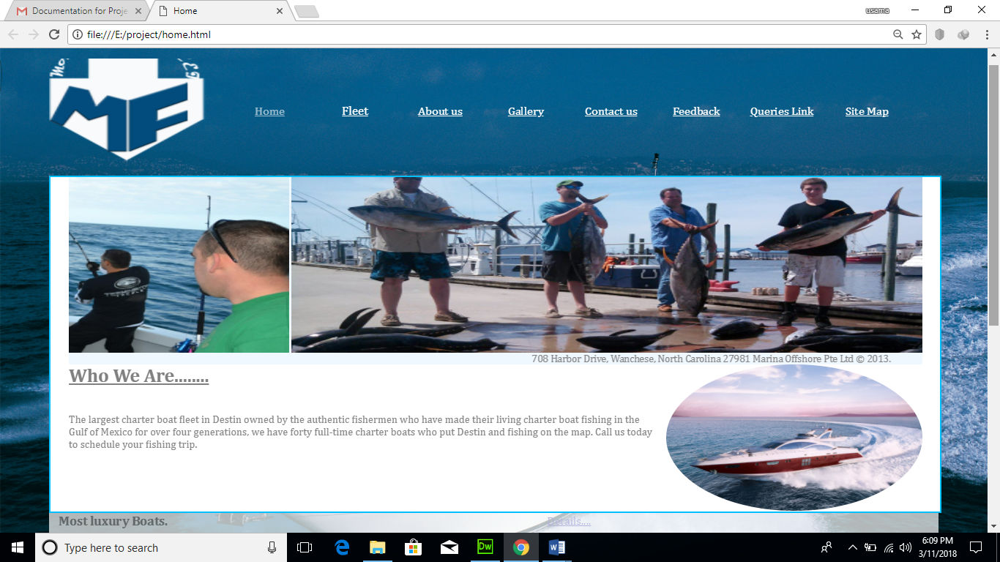 Documentation for Proje
Home
usama
file:///E:/project/home.html
MF
Home Fleet About us Gallery Contact us Feedback Queries Link Site Map
708 Harbor Drive, Wanchese, North Carolina 27981 Marina Offshore Pte Ltd © 2013.
Who We Are........
The largest charter boat fleet in Destin owned by the authentic fishermen who have made their living charter boat fishing in the
Gulf of Mexico for over four generations, we have forty full-time charter boats who put Destin and fishing on the map. Call us today
to schedule your fishing trip.
Most luxury Boats.
Details....
Type here to search
Dw
6:09 PM
3/11/2018